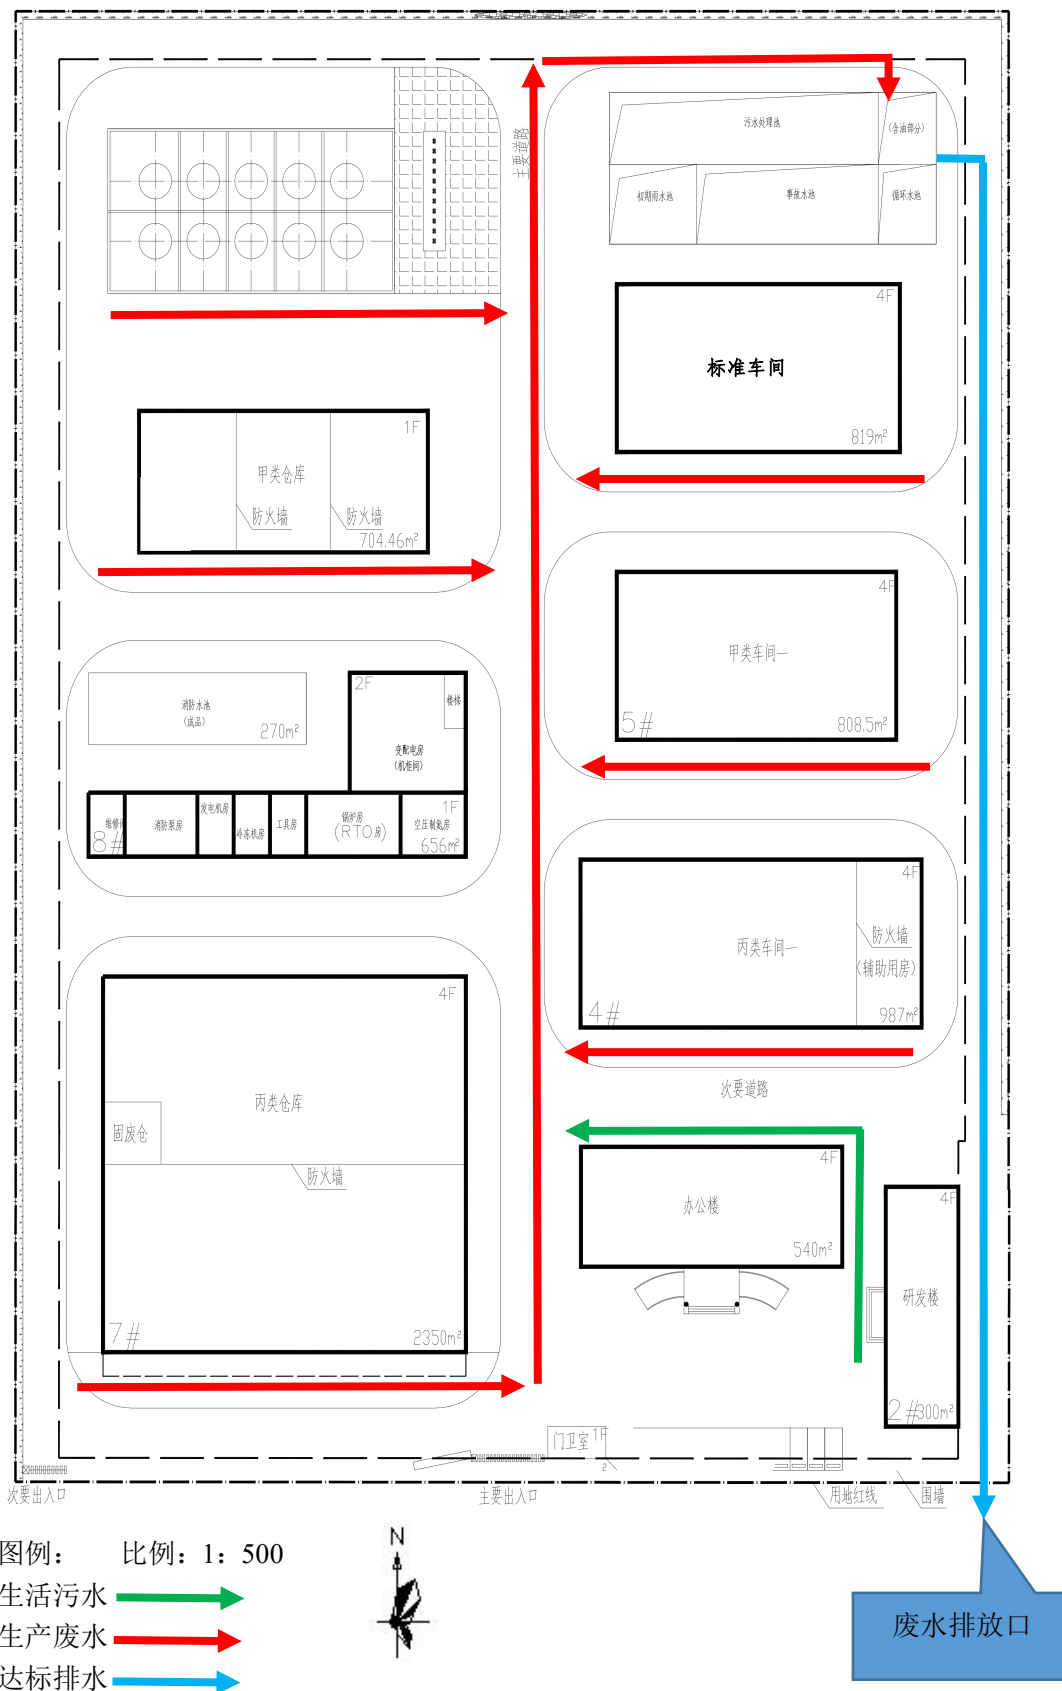 主要道路
污水处理池
(含油部分)
初期雨水池
事故水池
循环水池
4F
标准车间
819m²
1F
甲类仓库
防火墙
防火墙
704.46m²
4F
甲类车间一
5#
808.5m²
消防水池
(成品)
270m²
2F
楼梯
变配电房
(机柜间)
维修间
8#
消防泵房
发电机房
冷冻机房
工具房
锅炉房
(RTO房)
1F
空压制氮房
656m²
4F
丙类车间一
防火墙
(辅助用房)
4#
987m²
次要道路
4F
丙类仓库
固废仓
防火墙
7#
2350m²
4F
办公楼
540m²
4F
研发楼
2#
300m²
门卫室
1F
2
次要出入口
主要出入口
用地红线
围墙
图例：
比例：1：500
N
生活污水
生产废水
达标排水
废水排放口